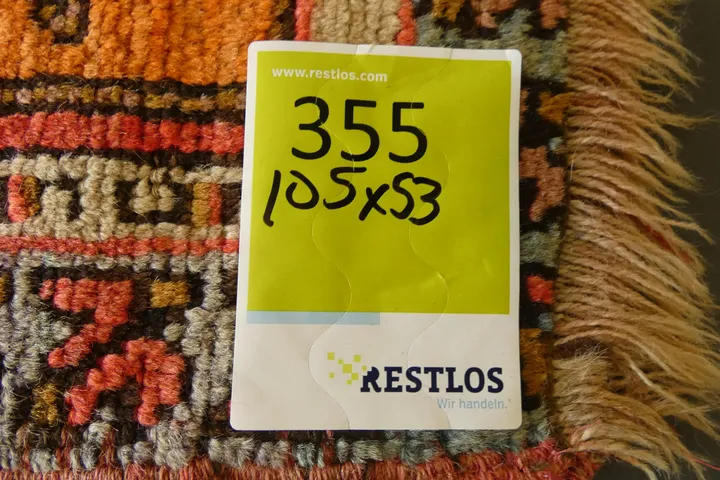 www.restlos.com
355
105x53
RESTLOS
Wir handeln.